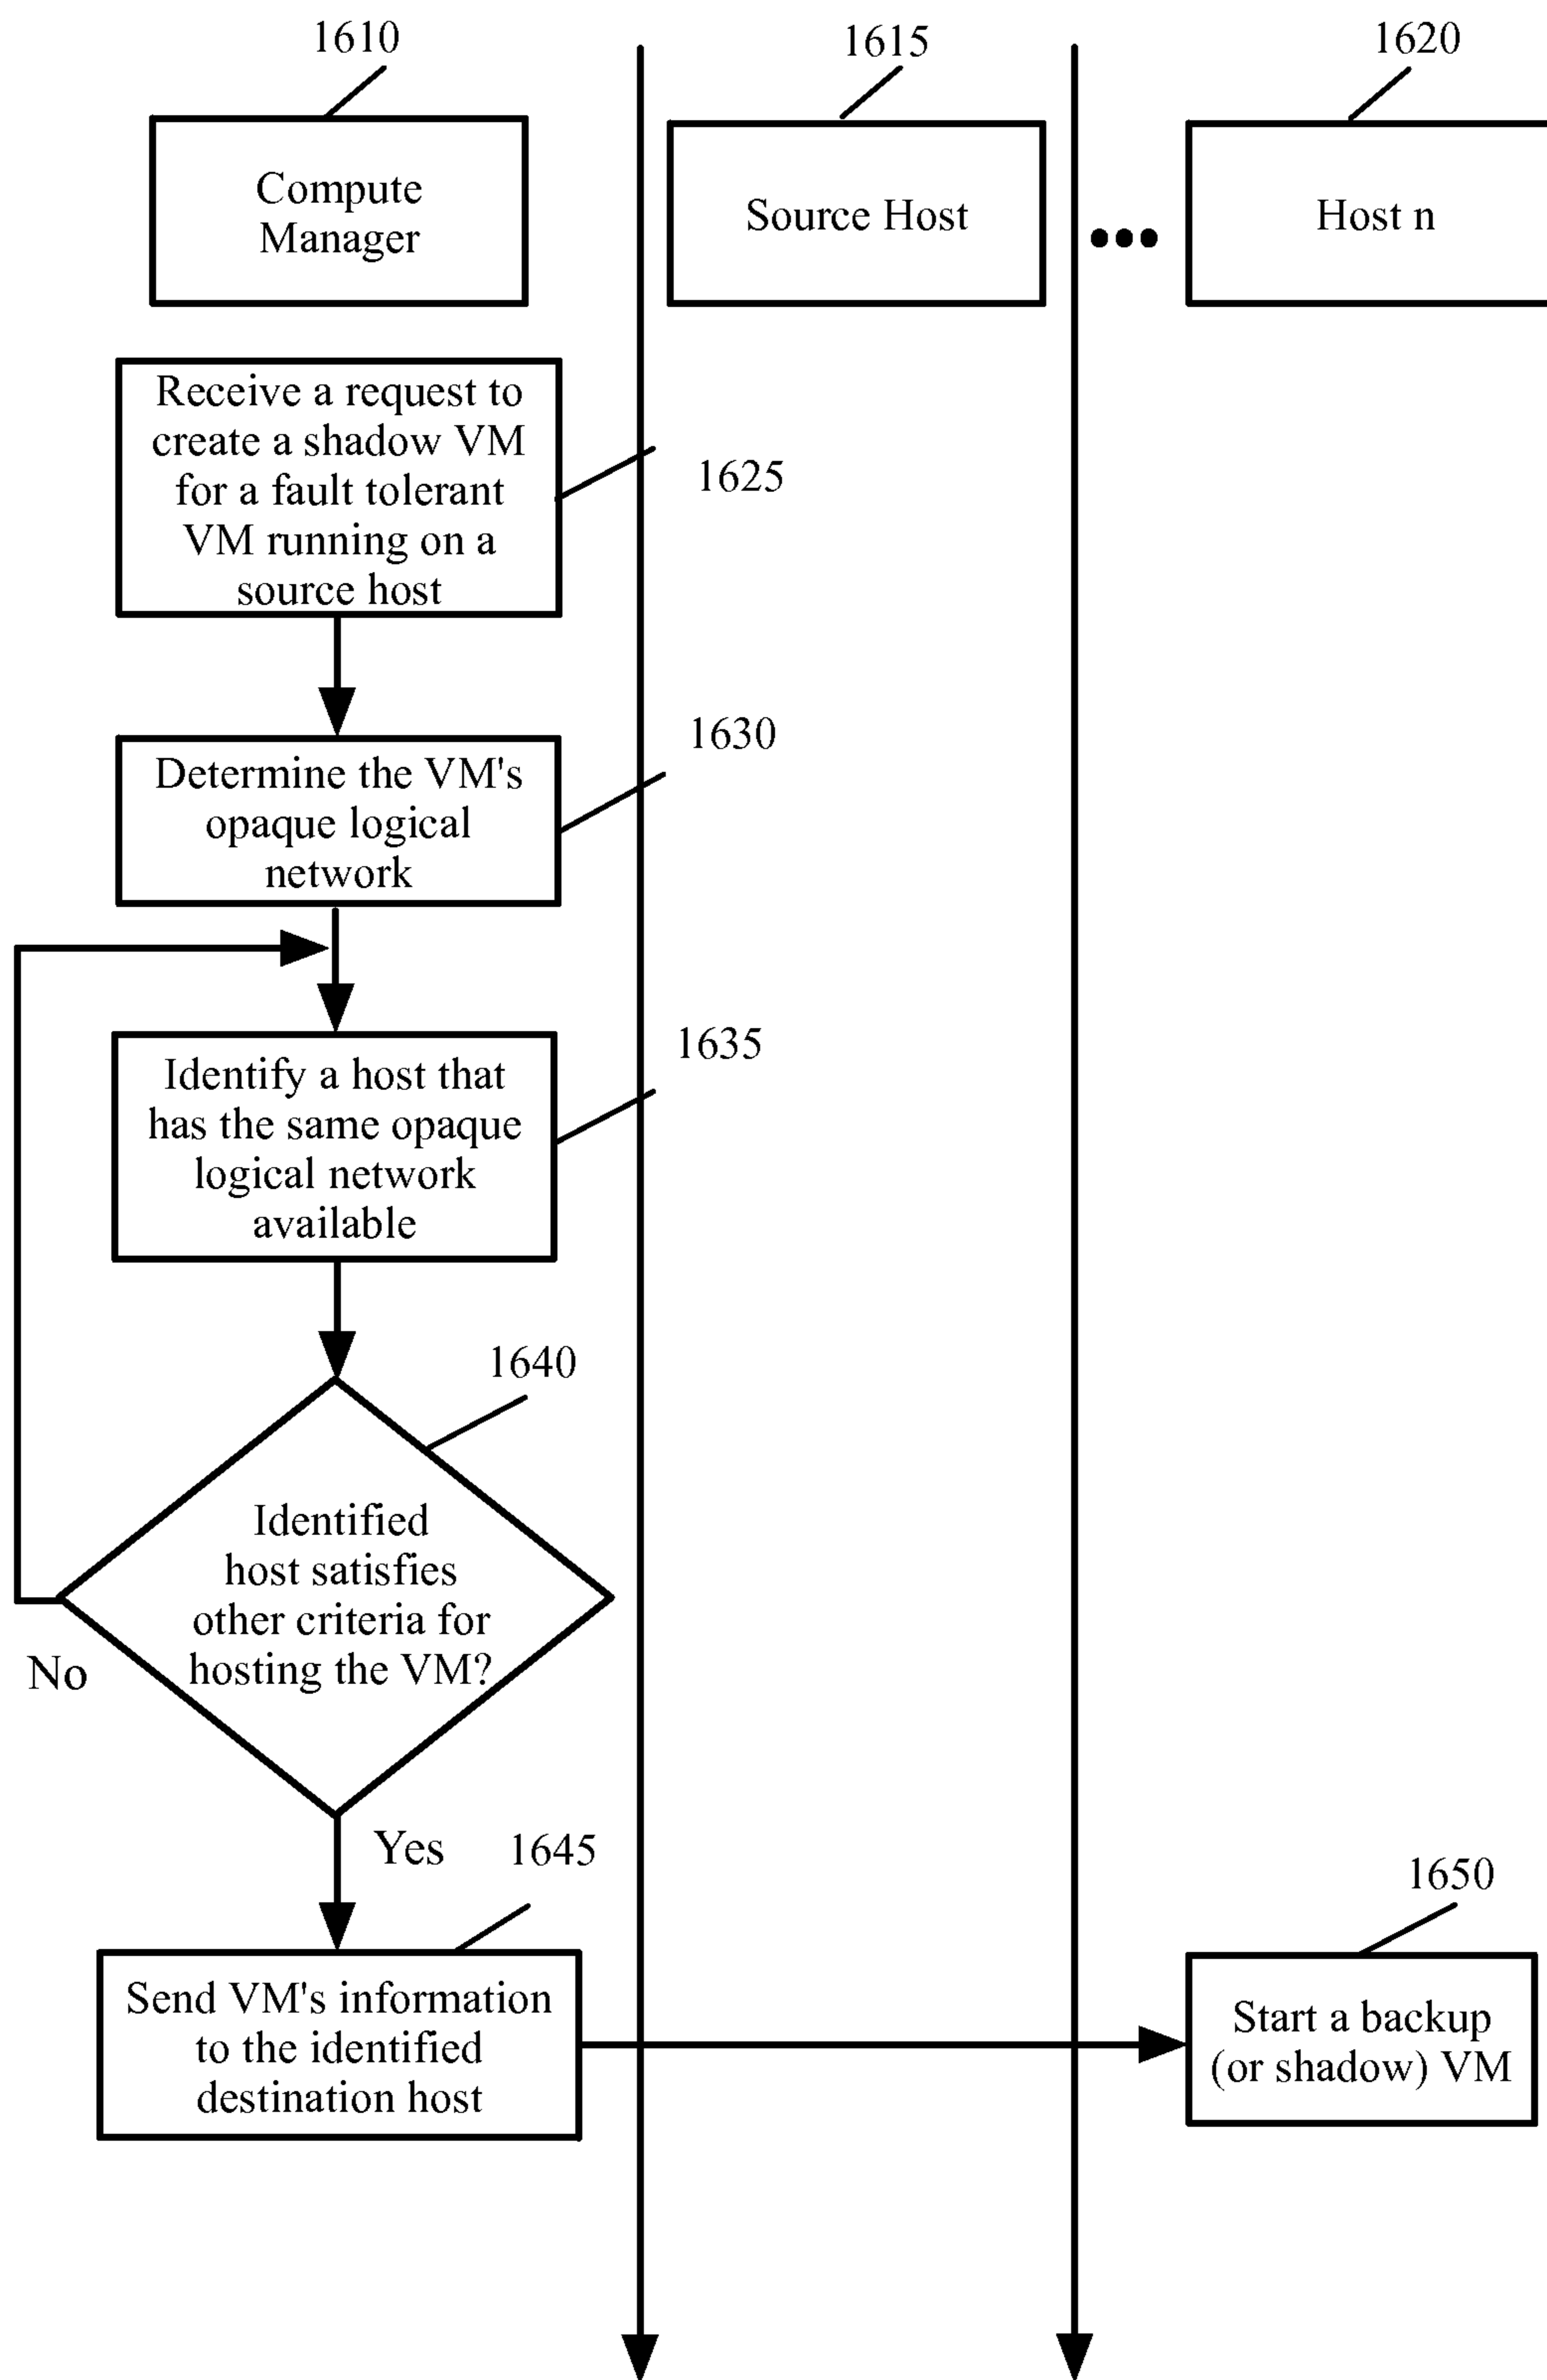 1610
1615
1620
Compute
Manager
Source Host
Host n
Receive a request to
create a shadow VM
for a fault tolerant
VM running on a
source host
1625
1630
Determine the VM's
opaque logical
network
1635
Identify a host that
has the same opaque
logical network
available
1640
Identified
host satisfies
other criteria for
hosting the VM?
No
Yes
1645
1650
Send VM's information
to the identified
destination host
Start a backup
(or shadow) VM